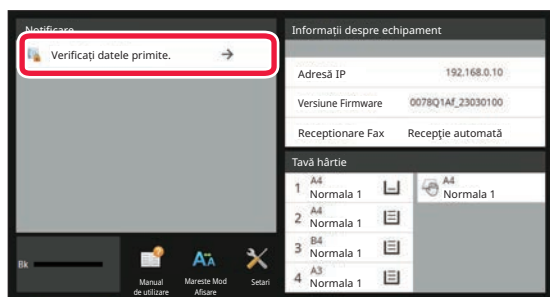 Notificare
Verificați datele primite.
Informații despre echipament
Adresă IP 192.168.0.10
Versiune Firmware 0078Q1Af_23030100
Receptionare Fax Recepţie automată
Tavă hârtie
1 A4
Normala 1
A4
Normala 1
2 A4
Normala 1
3 B4
Normala 1
4 A3
Normala 1
Bk
Manual
de utilizare
Mareste Mod
Afisare
Setari